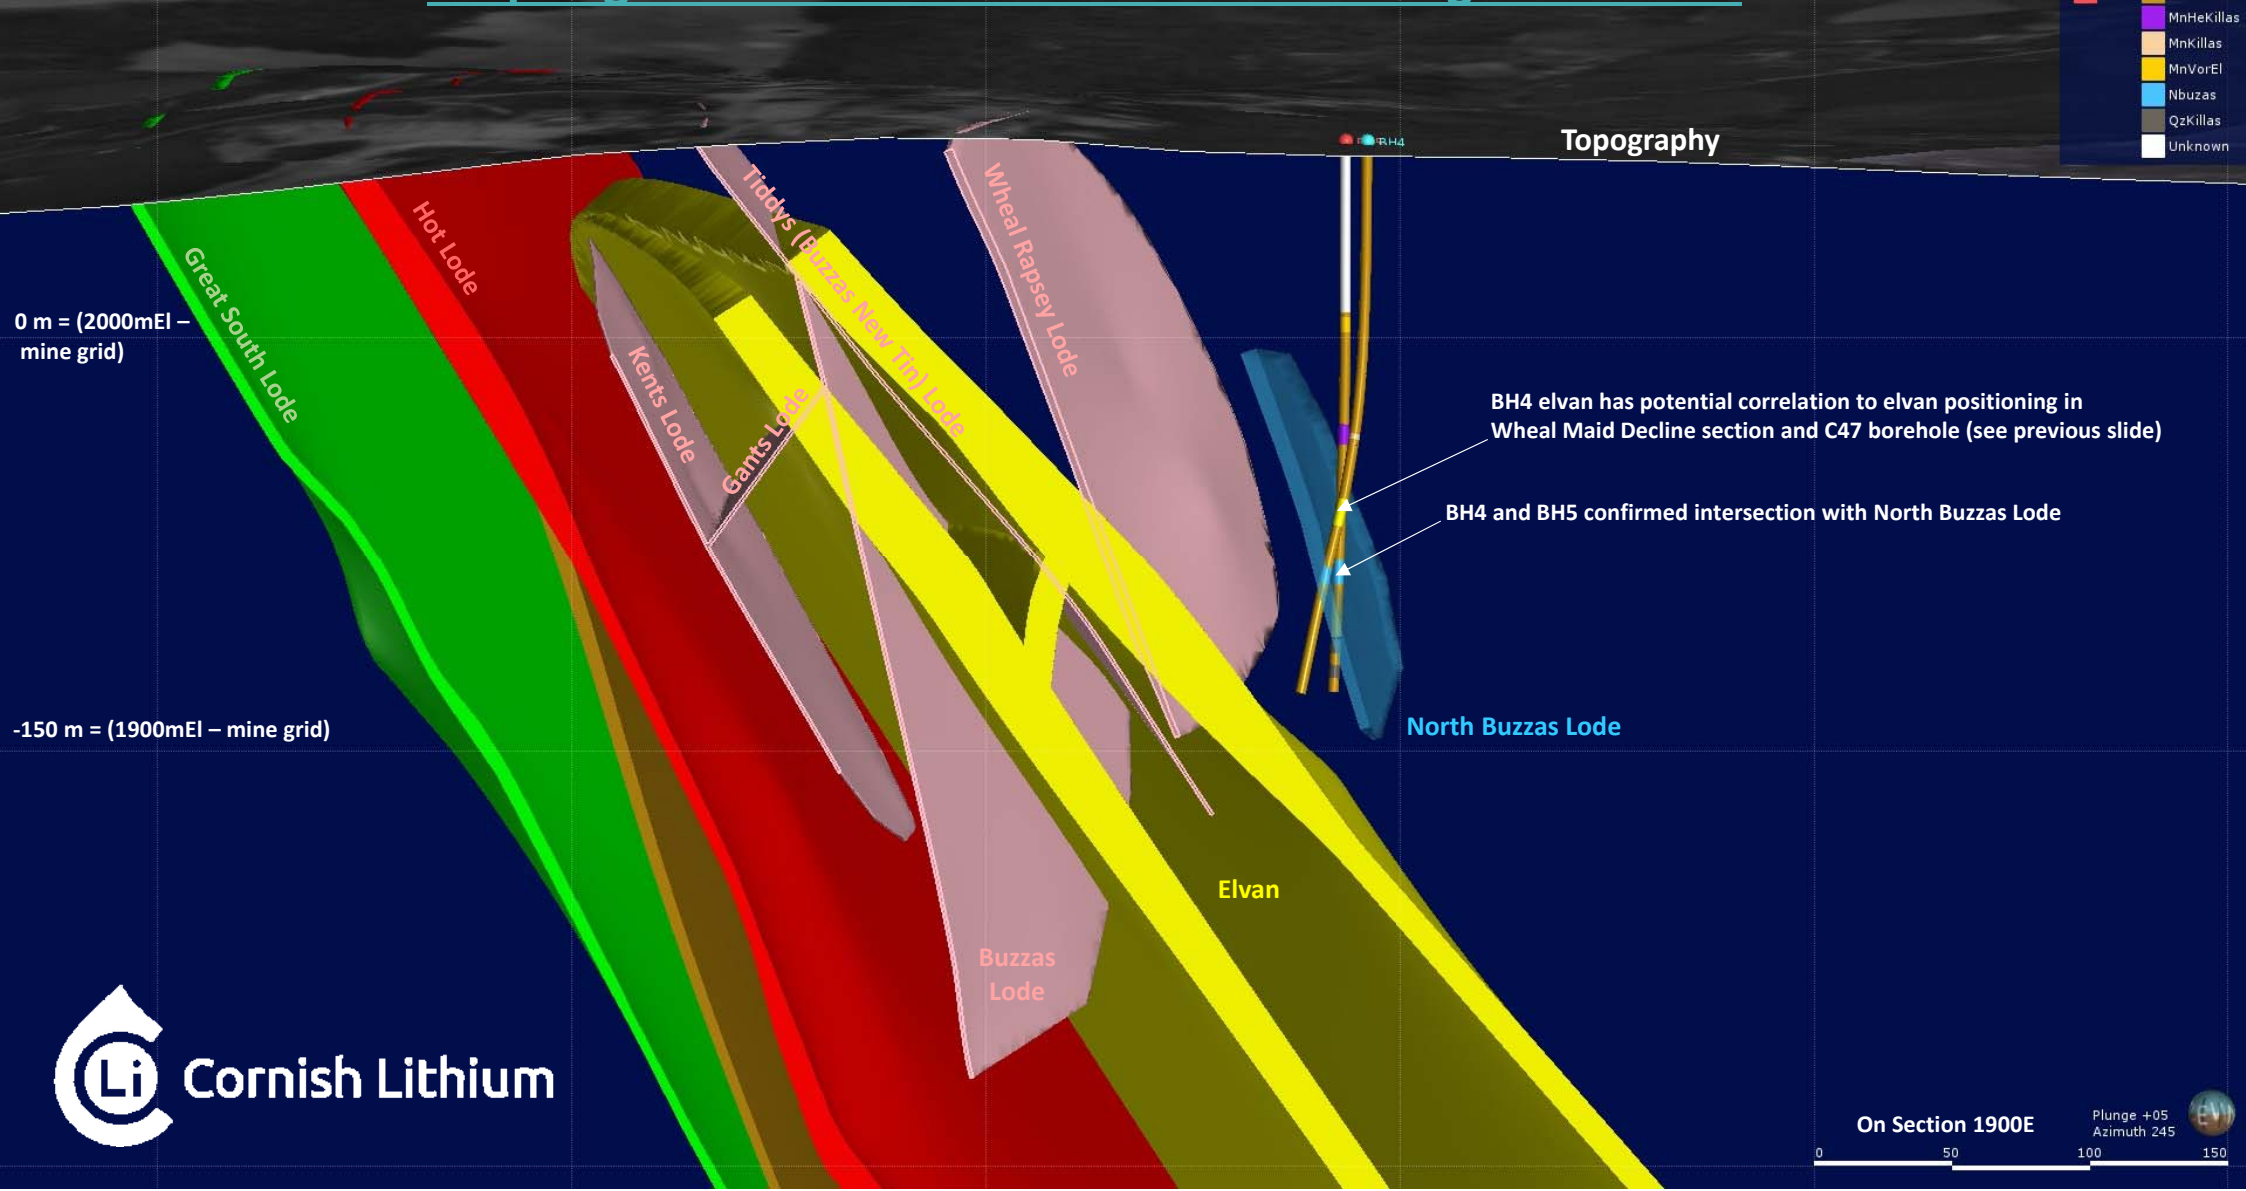 MnHeKillas
MnKillas
MnVorEl
Nbuzas
QzKillas
Unknown
BH4
Topography
Great South Lode
Hot Lode
Tiddys (Buzzas New Tin) Lode
Wheal Rapsey Lode
0 m = (2000mEl –
mine grid)
Kents Lode
Gants Lode
BH4 elvan has potential correlation to elvan positioning in
Wheal Maid Decline section and C47 borehole (see previous slide)
BH4 and BH5 confirmed intersection with North Buzzas Lode
-150 m = (1900mEl – mine grid)
North Buzzas Lode
Elvan
Buzzas
Lode
Li
Cornish Lithium
On Section 1900E
Plunge +05
Azimuth 245
0 50 100 150